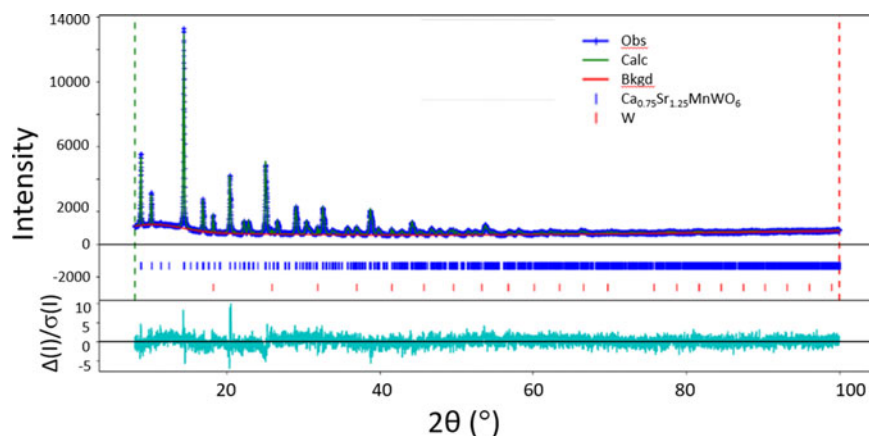 14000
10000
6000
2000
0
-2000
Intensity
Obs
Calc
Bkgd
Ca0.75Sr1.25MnWO6
W
10
5
0
-5
Δ(I)/σ(I)
20 40 60 80 100
2θ (°)